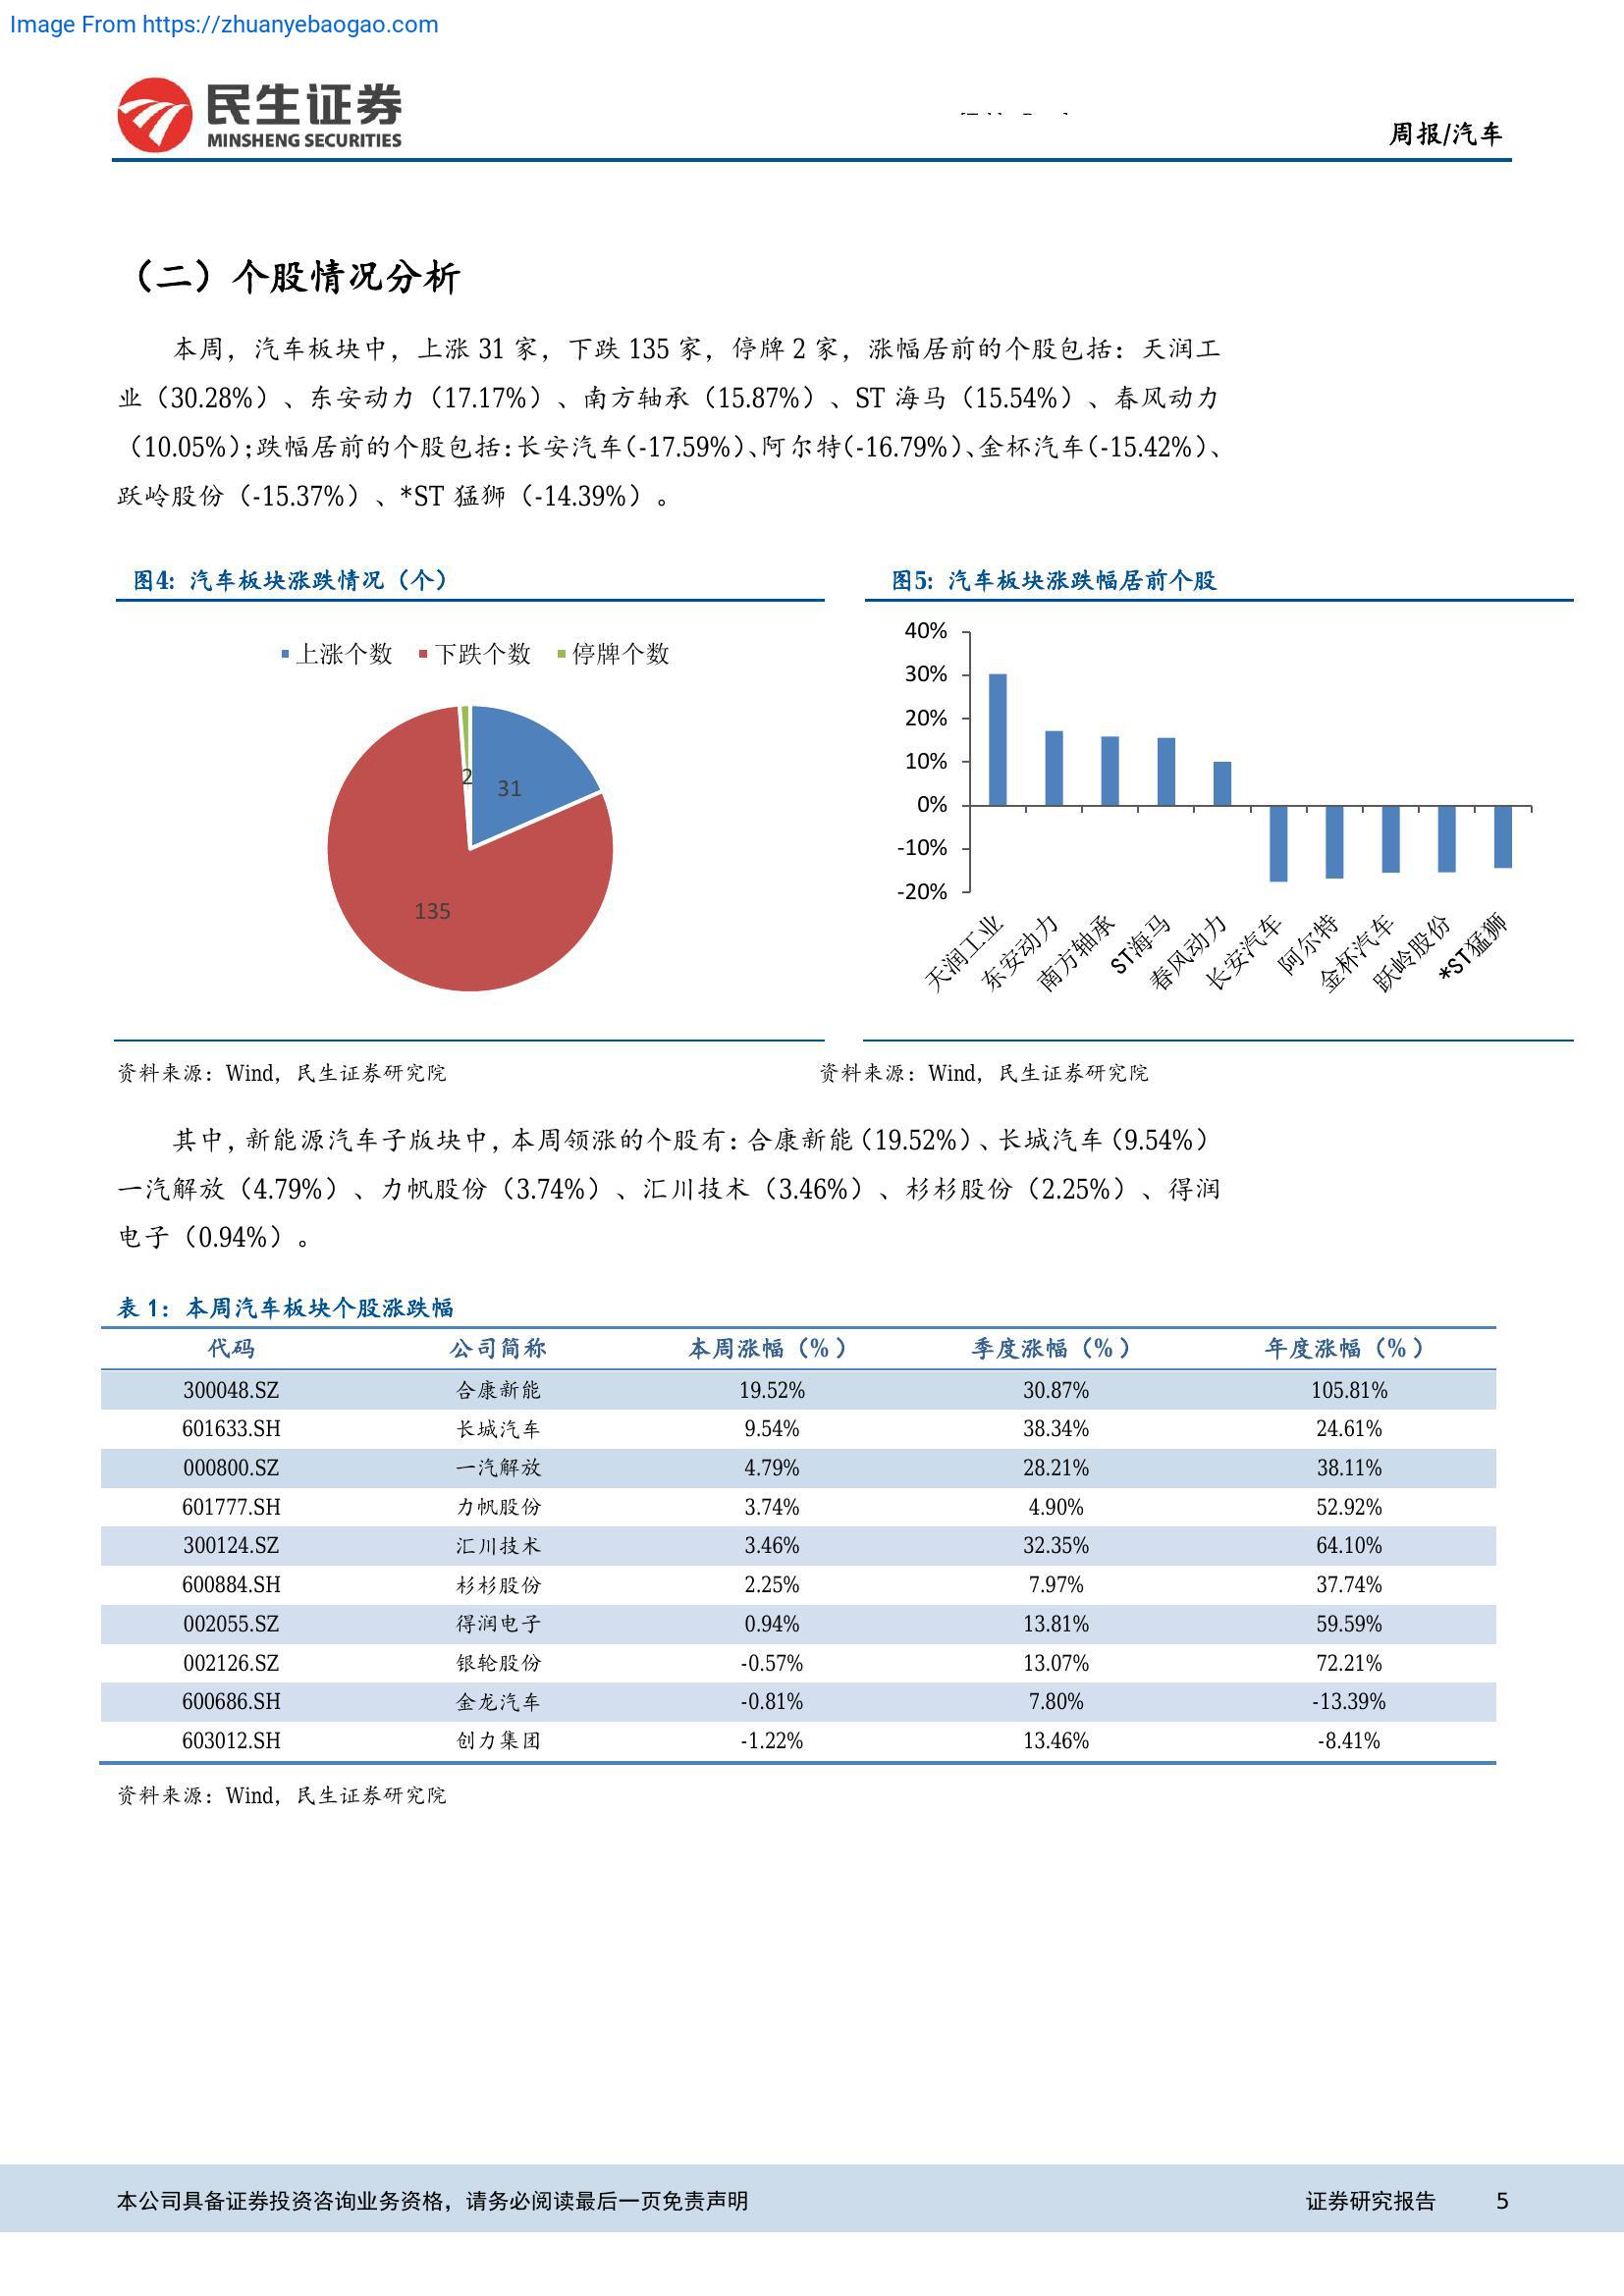 Image From https://zhuanyebaogao.com
民生证券
MINSHENG SECURITIES
周报/汽车
（二）个股情况分析
本周，汽车板块中，上涨 31 家，下跌 135 家，停牌 2 家，涨幅居前的个股包括：天润工
业（30.28%）、东安动力（17.17%）、南方轴承（15.87%）、ST 海马（15.54%）、春风动力
（10.05%）；跌幅居前的个股包括：长安汽车（-17.59%）、阿尔特（-16.79%）、金杯汽车（-15.42%）、
跃岭股份（-15.37%）、*ST 猛狮（-14.39%）。
图4: 汽车板块涨跌情况（个）
上涨个数 下跌个数 停牌个数
2
31
135
资料来源：Wind，民生证券研究院
图5: 汽车板块涨跌幅居前个股
40%
30%
20%
10%
0%
-10%
-20%
天润工业 东安动力 南方轴承 ST海马 春风动力 长安汽车 阿尔特 金杯汽车 跃岭股份 *ST猛狮
资料来源：Wind，民生证券研究院
其中，新能源汽车子版块中，本周领涨的个股有：合康新能（19.52%）、长城汽车（9.54%）
一汽解放（4.79%）、力帆股份（3.74%）、汇川技术（3.46%）、杉杉股份（2.25%）、得润
电子（0.94%）。
表 1：本周汽车板块个股涨跌幅
代码 公司简称 本周涨幅（%） 季度涨幅（%） 年度涨幅（%）
300048.SZ 合康新能 19.52% 30.87% 105.81%
601633.SH 长城汽车 9.54% 38.34% 24.61%
000800.SZ 一汽解放 4.79% 28.21% 38.11%
601777.SH 力帆股份 3.74% 4.90% 52.92%
300124.SZ 汇川技术 3.46% 32.35% 64.10%
600884.SH 杉杉股份 2.25% 7.97% 37.74%
002055.SZ 得润电子 0.94% 13.81% 59.59%
002126.SZ 银轮股份 -0.57% 13.07% 72.21%
600686.SH 金龙汽车 -0.81% 7.80% -13.39%
603012.SH 创力集团 -1.22% 13.46% -8.41%
资料来源：Wind，民生证券研究院
本公司具备证券投资咨询业务资格，请务必阅读最后一页免责声明 证券研究报告 5